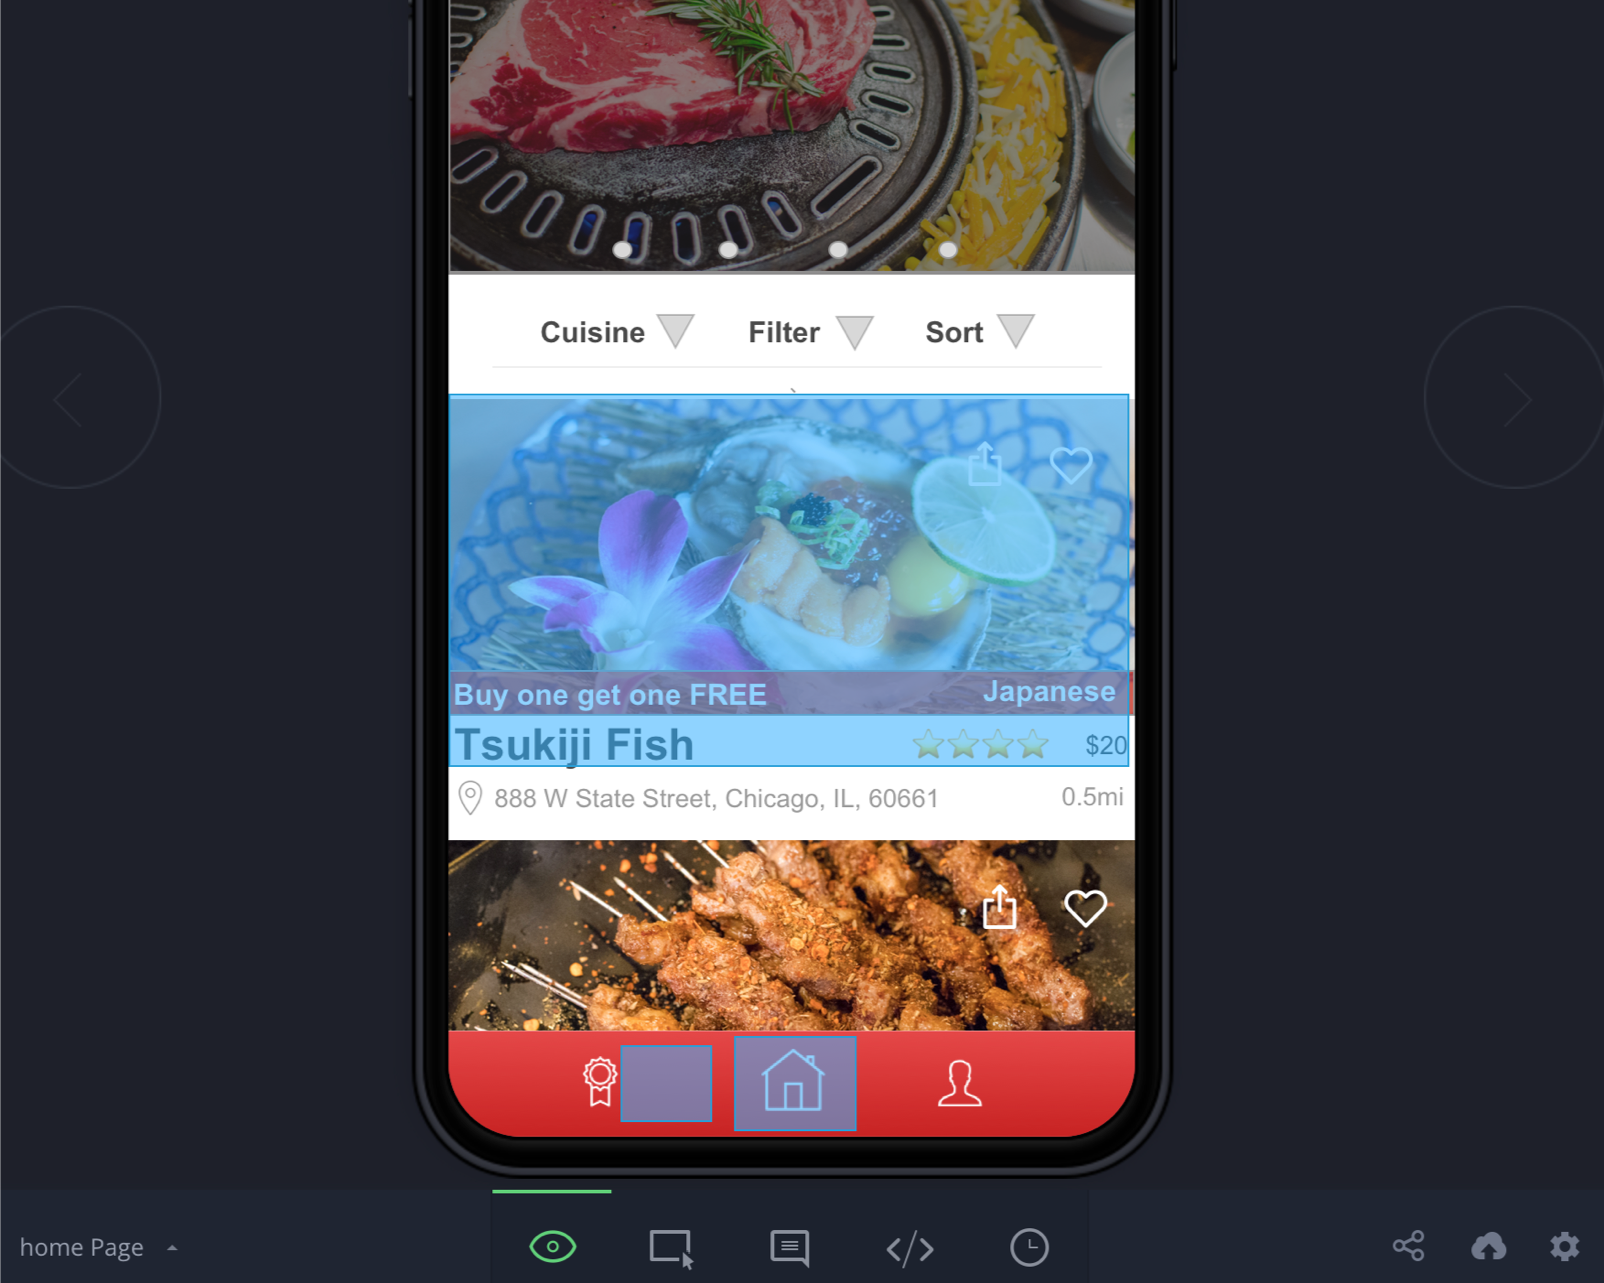 Cuisine Filter Sort
Buy one get one FREE Japanese
Tsukiji Fish $20
888 W State Street, Chicago, IL, 60661 0.5mi
home Page